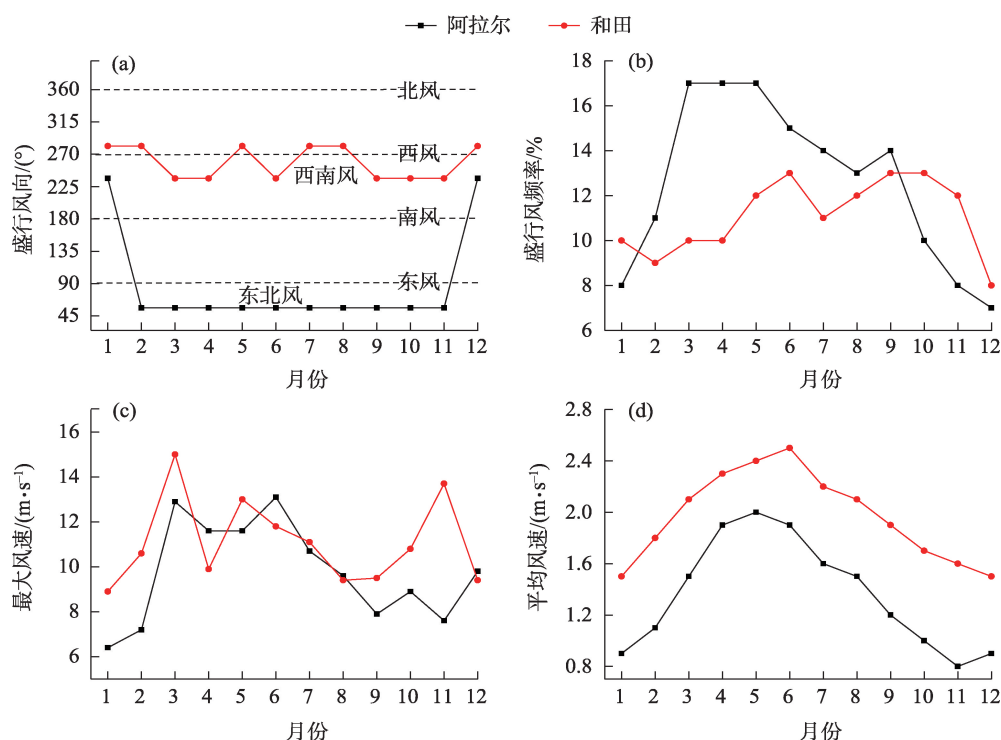 阿拉尔 和田
(a)
360
315
270
225
180
135
90
45
盛行风向/(°)
北风
西风
西南风
南风
东风
东北风
1 2 3 4 5 6 7 8 9 10 11 12
月份
(b)
18
16
14
12
10
8
6
盛行风频率/%
1 2 3 4 5 6 7 8 9 10 11 12
月份
(c)
16
14
12
10
8
6
最大风速/(m·s⁻¹)
1 2 3 4 5 6 7 8 9 10 11 12
月份
(d)
2.8
2.4
2.0
1.6
1.2
0.8
平均风速/(m·s⁻¹)
1 2 3 4 5 6 7 8 9 10 11 12
月份